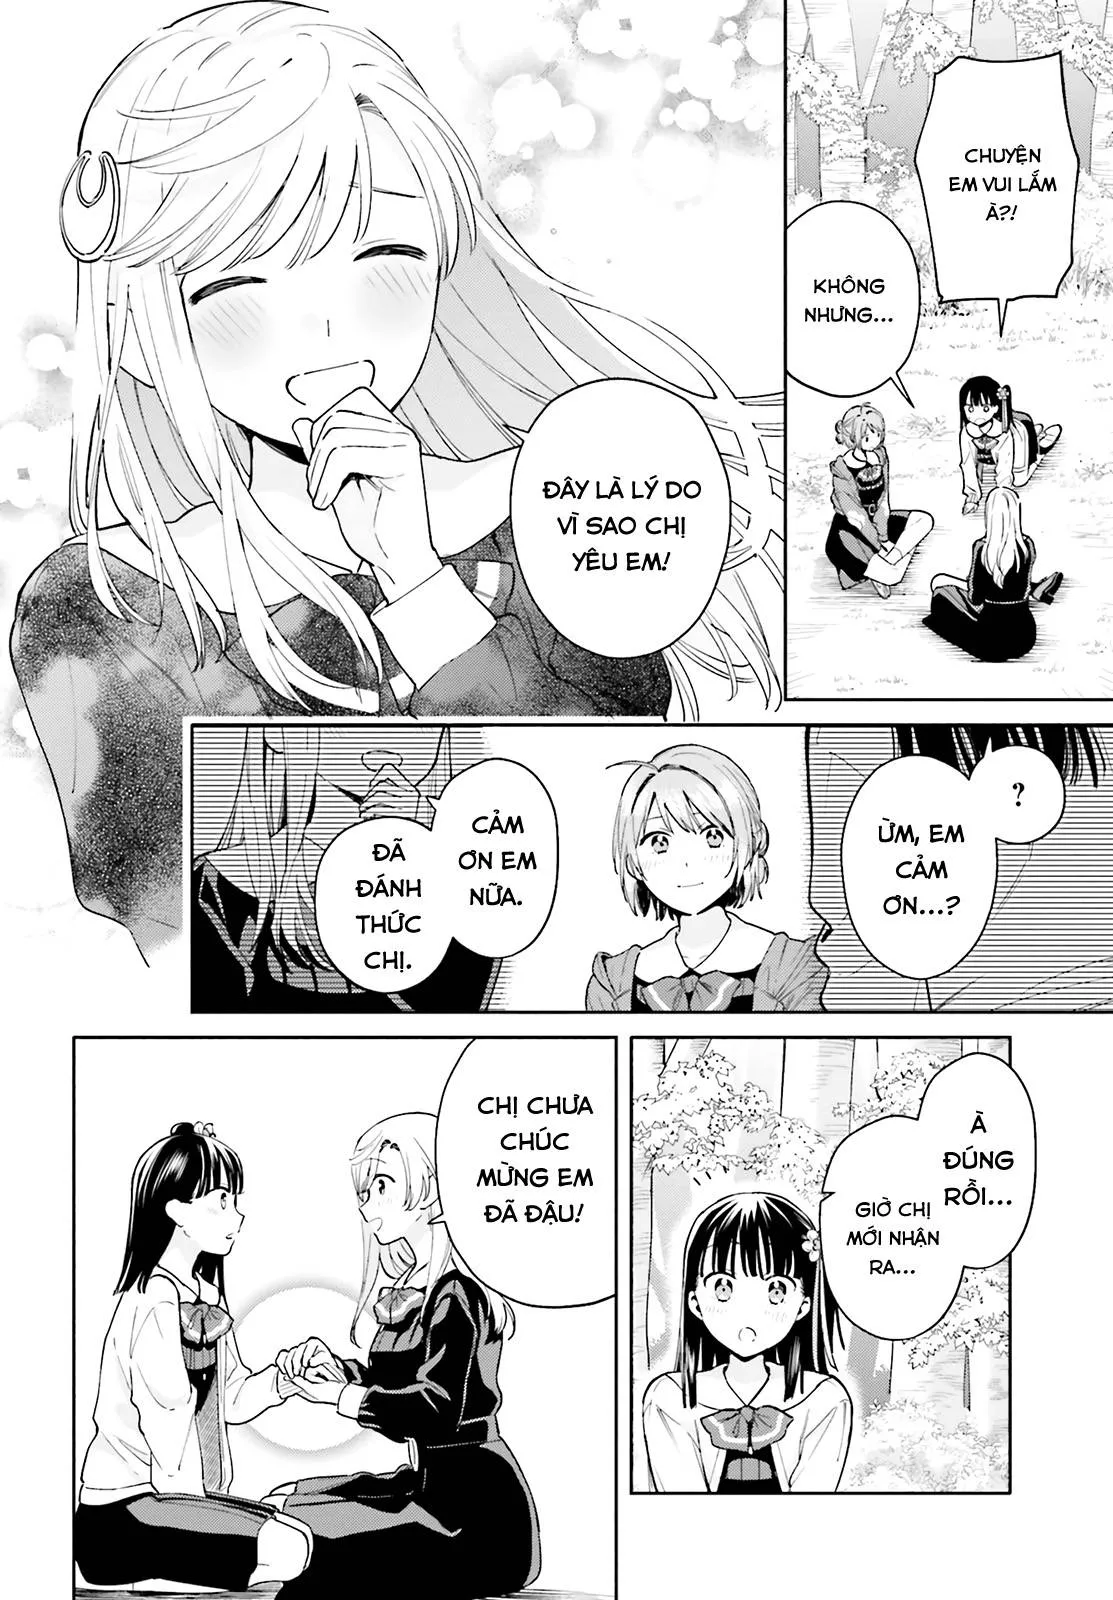 CHUYỆN
EM VUI LẮM
À?!
KHÔNG
NHƯNG...
ĐÂY LÀ LÝ DO
VÌ SAO CHỊ
YÊU EM!
?
ỪM, EM
CẢM
ƠN...?
CẢM
ƠN EM
NỮA.
ĐÃ
ĐÁNH
THỨC
CHỊ.
À
ĐÚNG
RỒI...
GIỜ CHỊ
MỚI NHẬN
RA...
CHỊ CHƯA
CHÚC
MỪNG EM
ĐÃ ĐẬU!